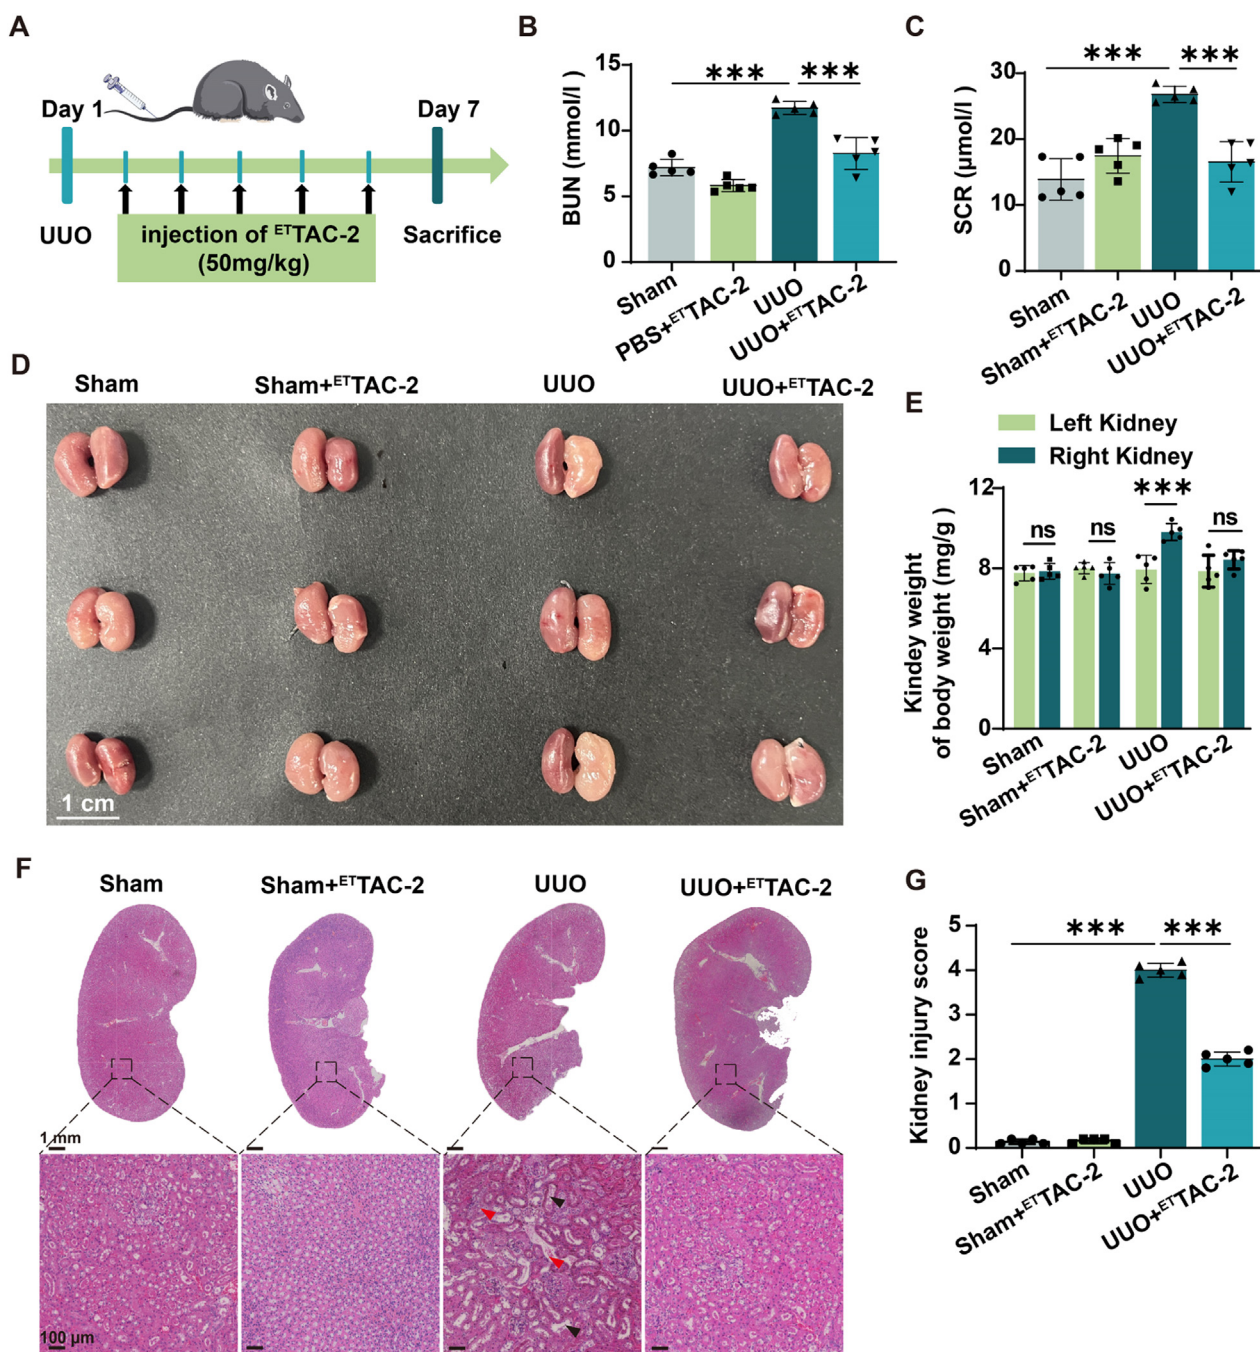 A
Day 1
Day 7
UUO
injection of ETTAC-2
(50mg/kg)
Sacrifice
B
BUN (mmol/l )
15
10
5
0
***
***
Sham
PBS+ETTAC-2
UUO
UUO+ETTAC-2
C
SCR (μmol/l )
30
20
10
0
***
***
Sham
Sham+ETTAC-2
UUO
UUO+ETTAC-2
D
Sham
Sham+ETTAC-2
UUO
UUO+ETTAC-2
1 cm
E
Left Kidney
Right Kidney
Kindey weight
of body weight (mg/g)
12
8
4
0
ns
ns
***
ns
Sham
Sham+ETTAC-2
UUO
UUO+ETTAC-2
F
Sham
Sham+ETTAC-2
UUO
UUO+ETTAC-2
1 mm
100 μm
G
Kidney injury score
5
4
3
2
1
0
***
***
Sham
Sham+ETTAC-2
UUO
UUO+ETTAC-2